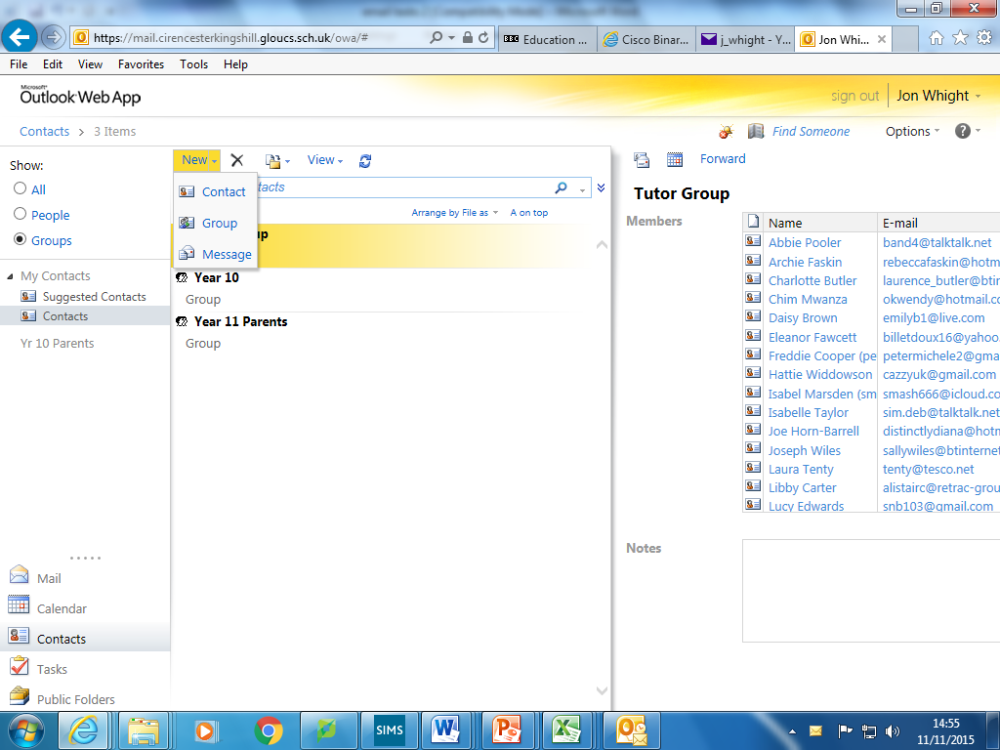 https://mail.cirencesterkingshill.gloucs.sch.uk/owa/#
BBC Education ...
Cisco Binar...
j_whight - Y...
Jon Whi...
File Edit View Favorites Tools Help
Microsoft®
Outlook Web App
sign out Jon Whight
Contacts > 3 Items
Find Someone Options ?
Show:
All
People
Groups
My Contacts
Suggested Contacts
Contacts
Yr 10 Parents
Mail
Calendar
Contacts
Tasks
Public Folders
New View
Contact
Group
Message
Arrange by File as A on top
Year 10
Group
Year 11 Parents
Group
Forward
Tutor Group
Members
Name E-mail
Abbie Pooler band4@talktalk.net
Archie Faskin rebeccafaskin@hotm
Charlotte Butler laurence_butler@btin
Chim Mwanza okwendy@hotmail.co
Daisy Brown emilyb1@live.com
Eleanor Fawcett billetdoux16@yahoo.
Freddie Cooper (pe petermichele2@gma
Hattie Widdowson cazzyuk@gmail.com
Isabel Marsden (sm smash666@icloud.co
Isabelle Taylor sim.deb@talktalk.net
Joe Horn-Barrell distinctlydiana@hotm
Joseph Wiles sallywiles@btinternet
Laura Tenty tenty@tesco.net
Libby Carter alistairc@retrac-grou
Lucy Edwards snb103@gmail.com
Notes
SIMS
14:55
11/11/2015